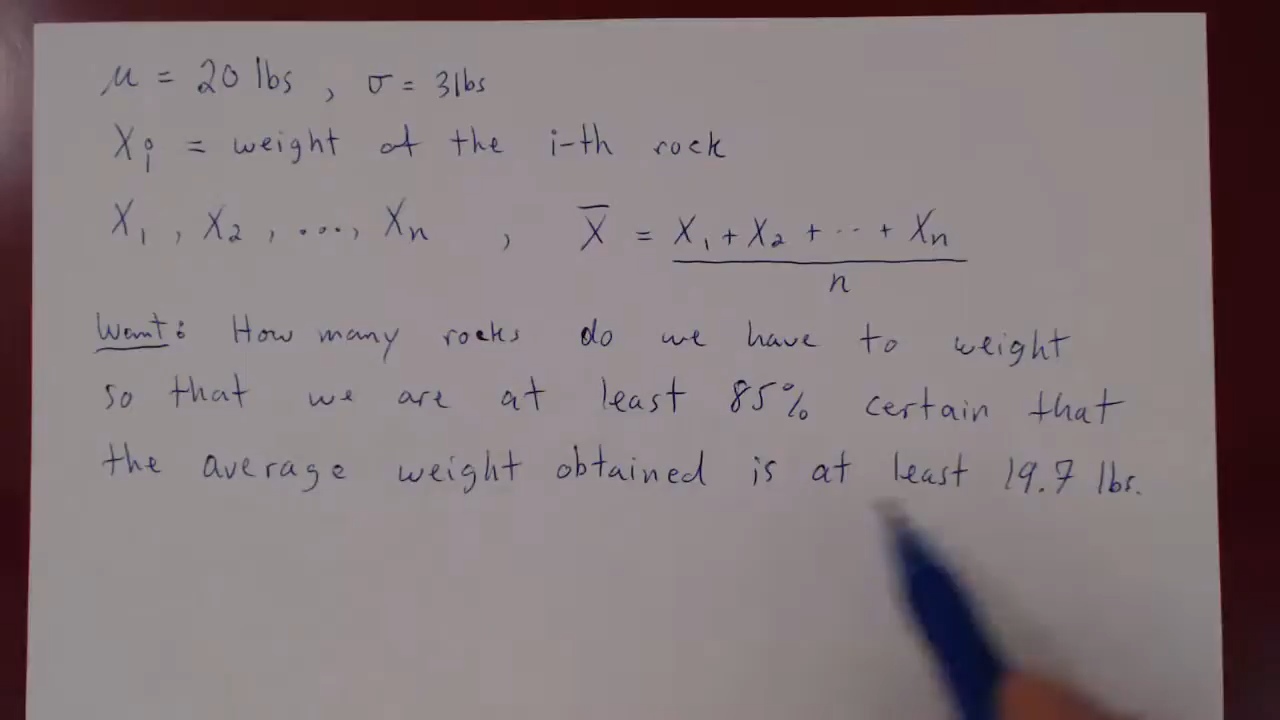 μ = 20 lbs , σ = 3 lbs
Xi = weight of the i-th rock
X1 , X2 , ..., Xn , X̄ = X1 + X2 + ... + Xn
n
Want: How many rocks do we have to weight
so that we are at least 85% certain that
the average weight obtained is at least 19.7 lbs.